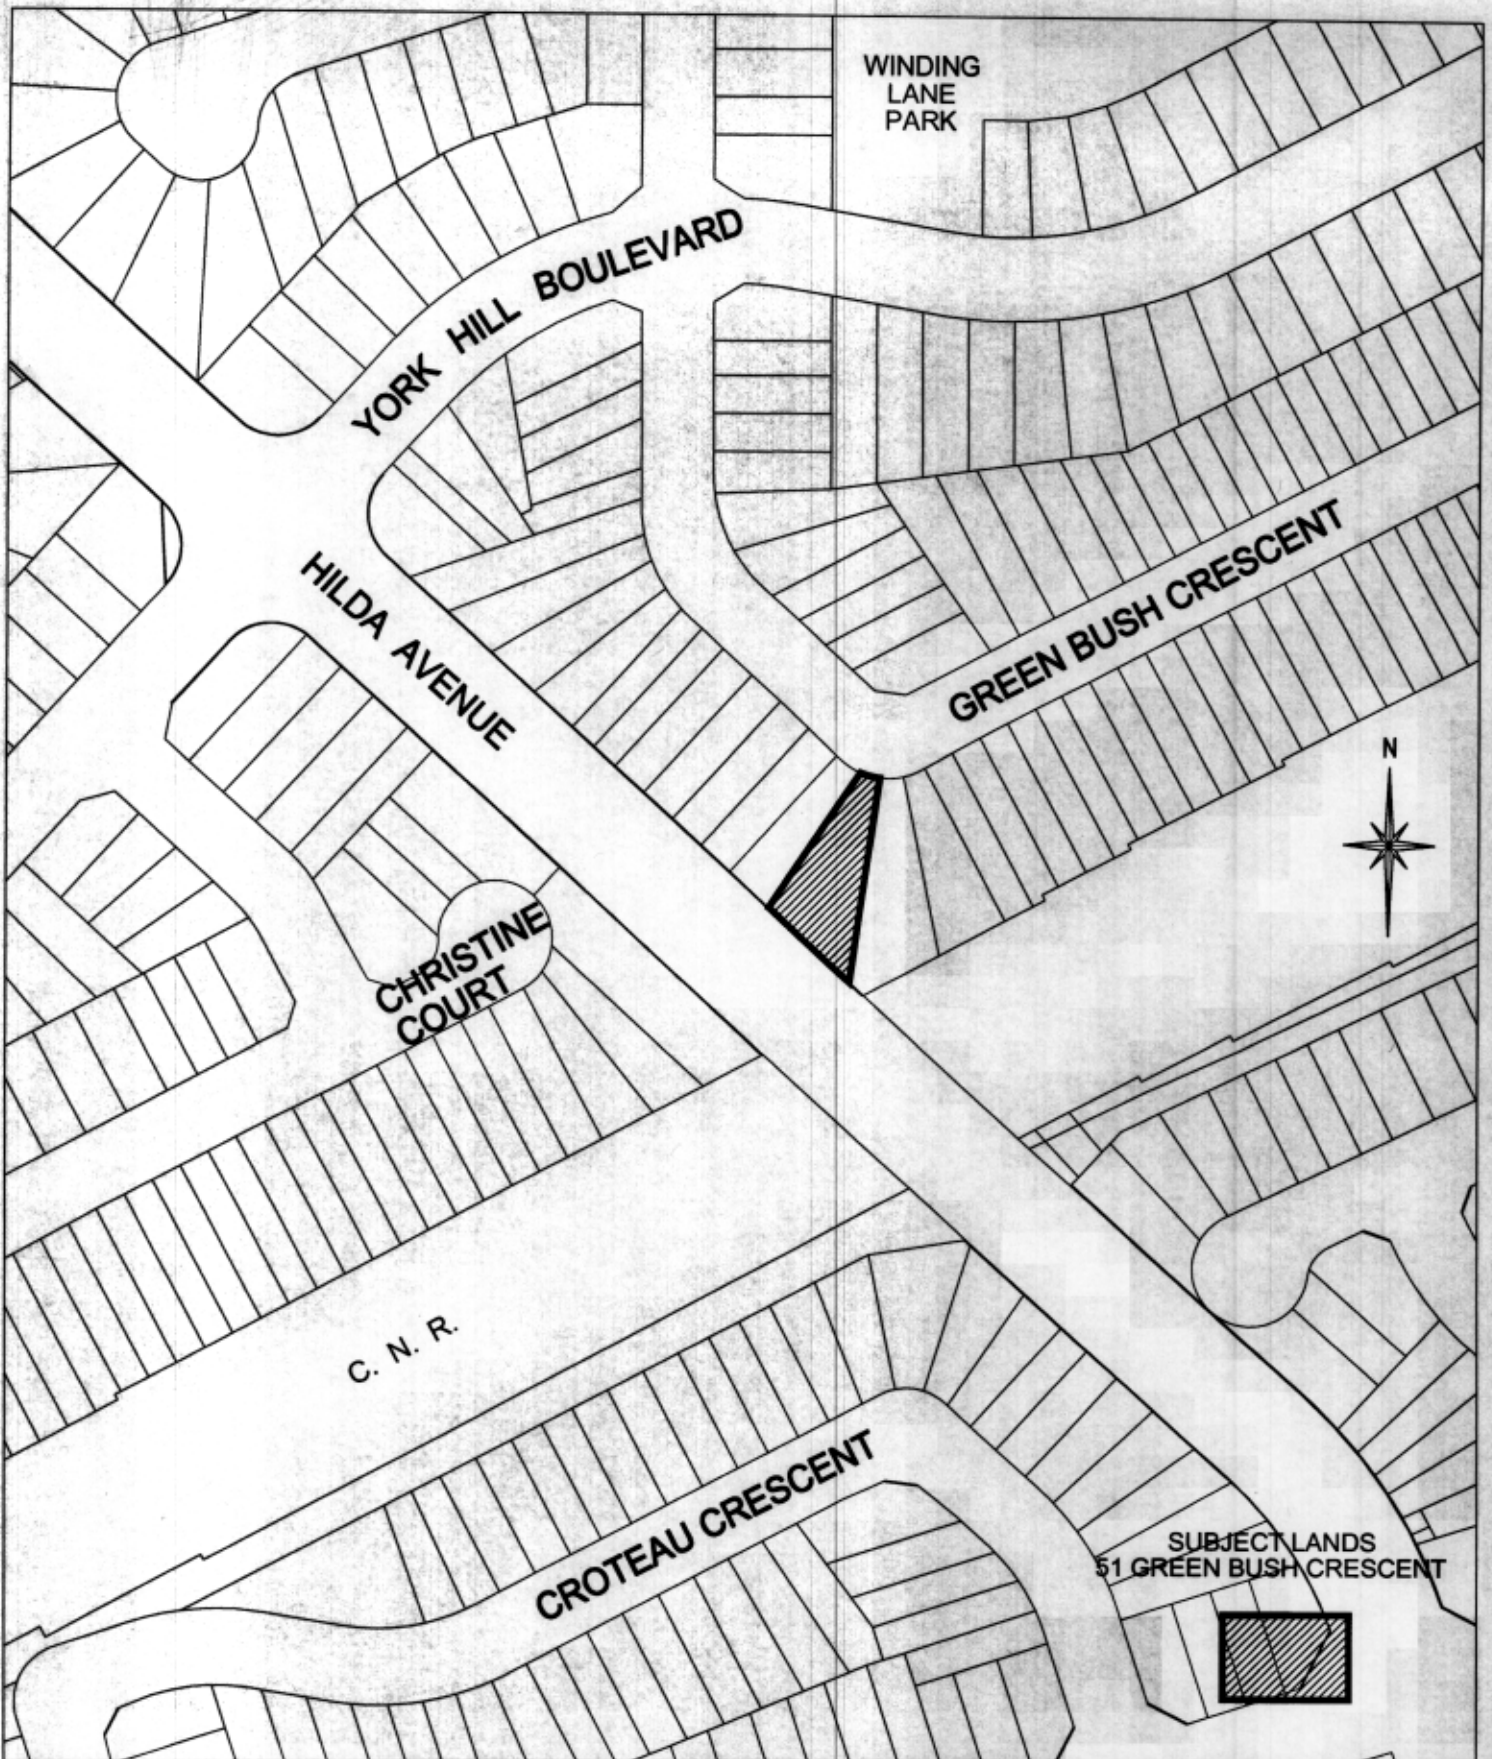 WINDING
LANE
PARK
YORK HILL BOULEVARD
HILDA AVENUE
GREEN BUSH CRESCENT
N
CHRISTINE
COURT
C. N. R.
CROTEAU CRESCENT
SUBJECT LANDS
51 GREEN BUSH CRESCENT